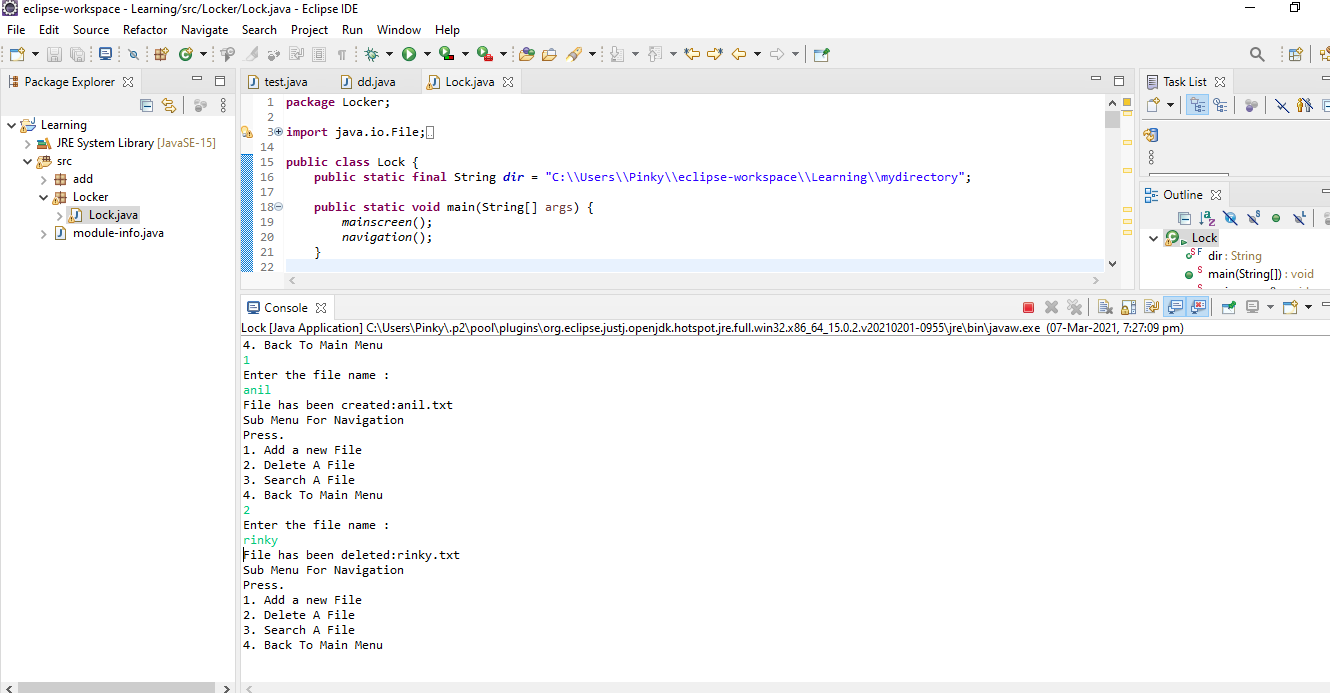 eclipse-workspace - Learning/src/Locker/Lock.java - Eclipse IDE
File Edit Source Refactor Navigate Search Project Run Window Help
Package Explorer
Learning
JRE System Library [JavaSE-15]
src
add
Locker
Lock.java
module-info.java
test.java dd.java Lock.java
1 package Locker;
2
3 import java.io.File;
14
15 public class Lock {
16 public static final String dir = "C:\\Users\\Pinky\\eclipse-workspace\\Learning\\mydirectory";
17
18 public static void main(String[] args) {
19 mainscreen();
20 navigation();
21 }
22
Task List
Outline
Lock
dir : String
main(String[]) : void
Console
Lock [Java Application] C:\Users\Pinky\.p2\pool\plugins\org.eclipse.justj.openjdk.hotspot.jre.full.win32.x86_64_15.0.2.v20210201-0955\jre\bin\javaw.exe (07-Mar-2021, 7:27:09 pm)
4. Back To Main Menu
1
Enter the file name :
anil
File has been created:anil.txt
Sub Menu For Navigation
Press.
1. Add a new File
2. Delete A File
3. Search A File
4. Back To Main Menu
2
Enter the file name :
rinky
File has been deleted:rinky.txt
Sub Menu For Navigation
Press.
1. Add a new File
2. Delete A File
3. Search A File
4. Back To Main Menu